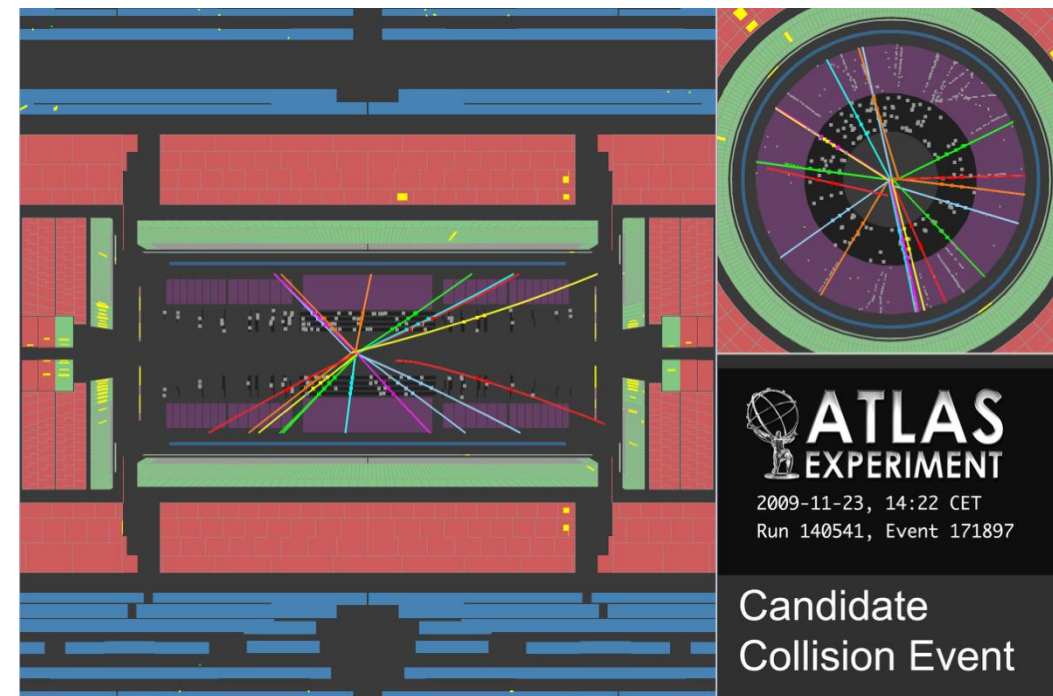 ATLAS
EXPERIMENT
2009-11-23, 14:22 CET
Run 140541, Event 171897
Candidate
Collision Event